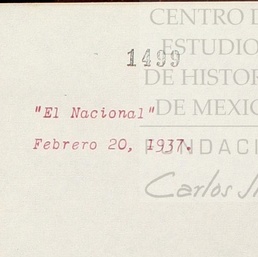 CENTRO D
ESTUDIO
1499
DE HISTOR
DE MEXIC
"El Nacional"
FUNDACI
Febrero 20, 1937.
Carlos